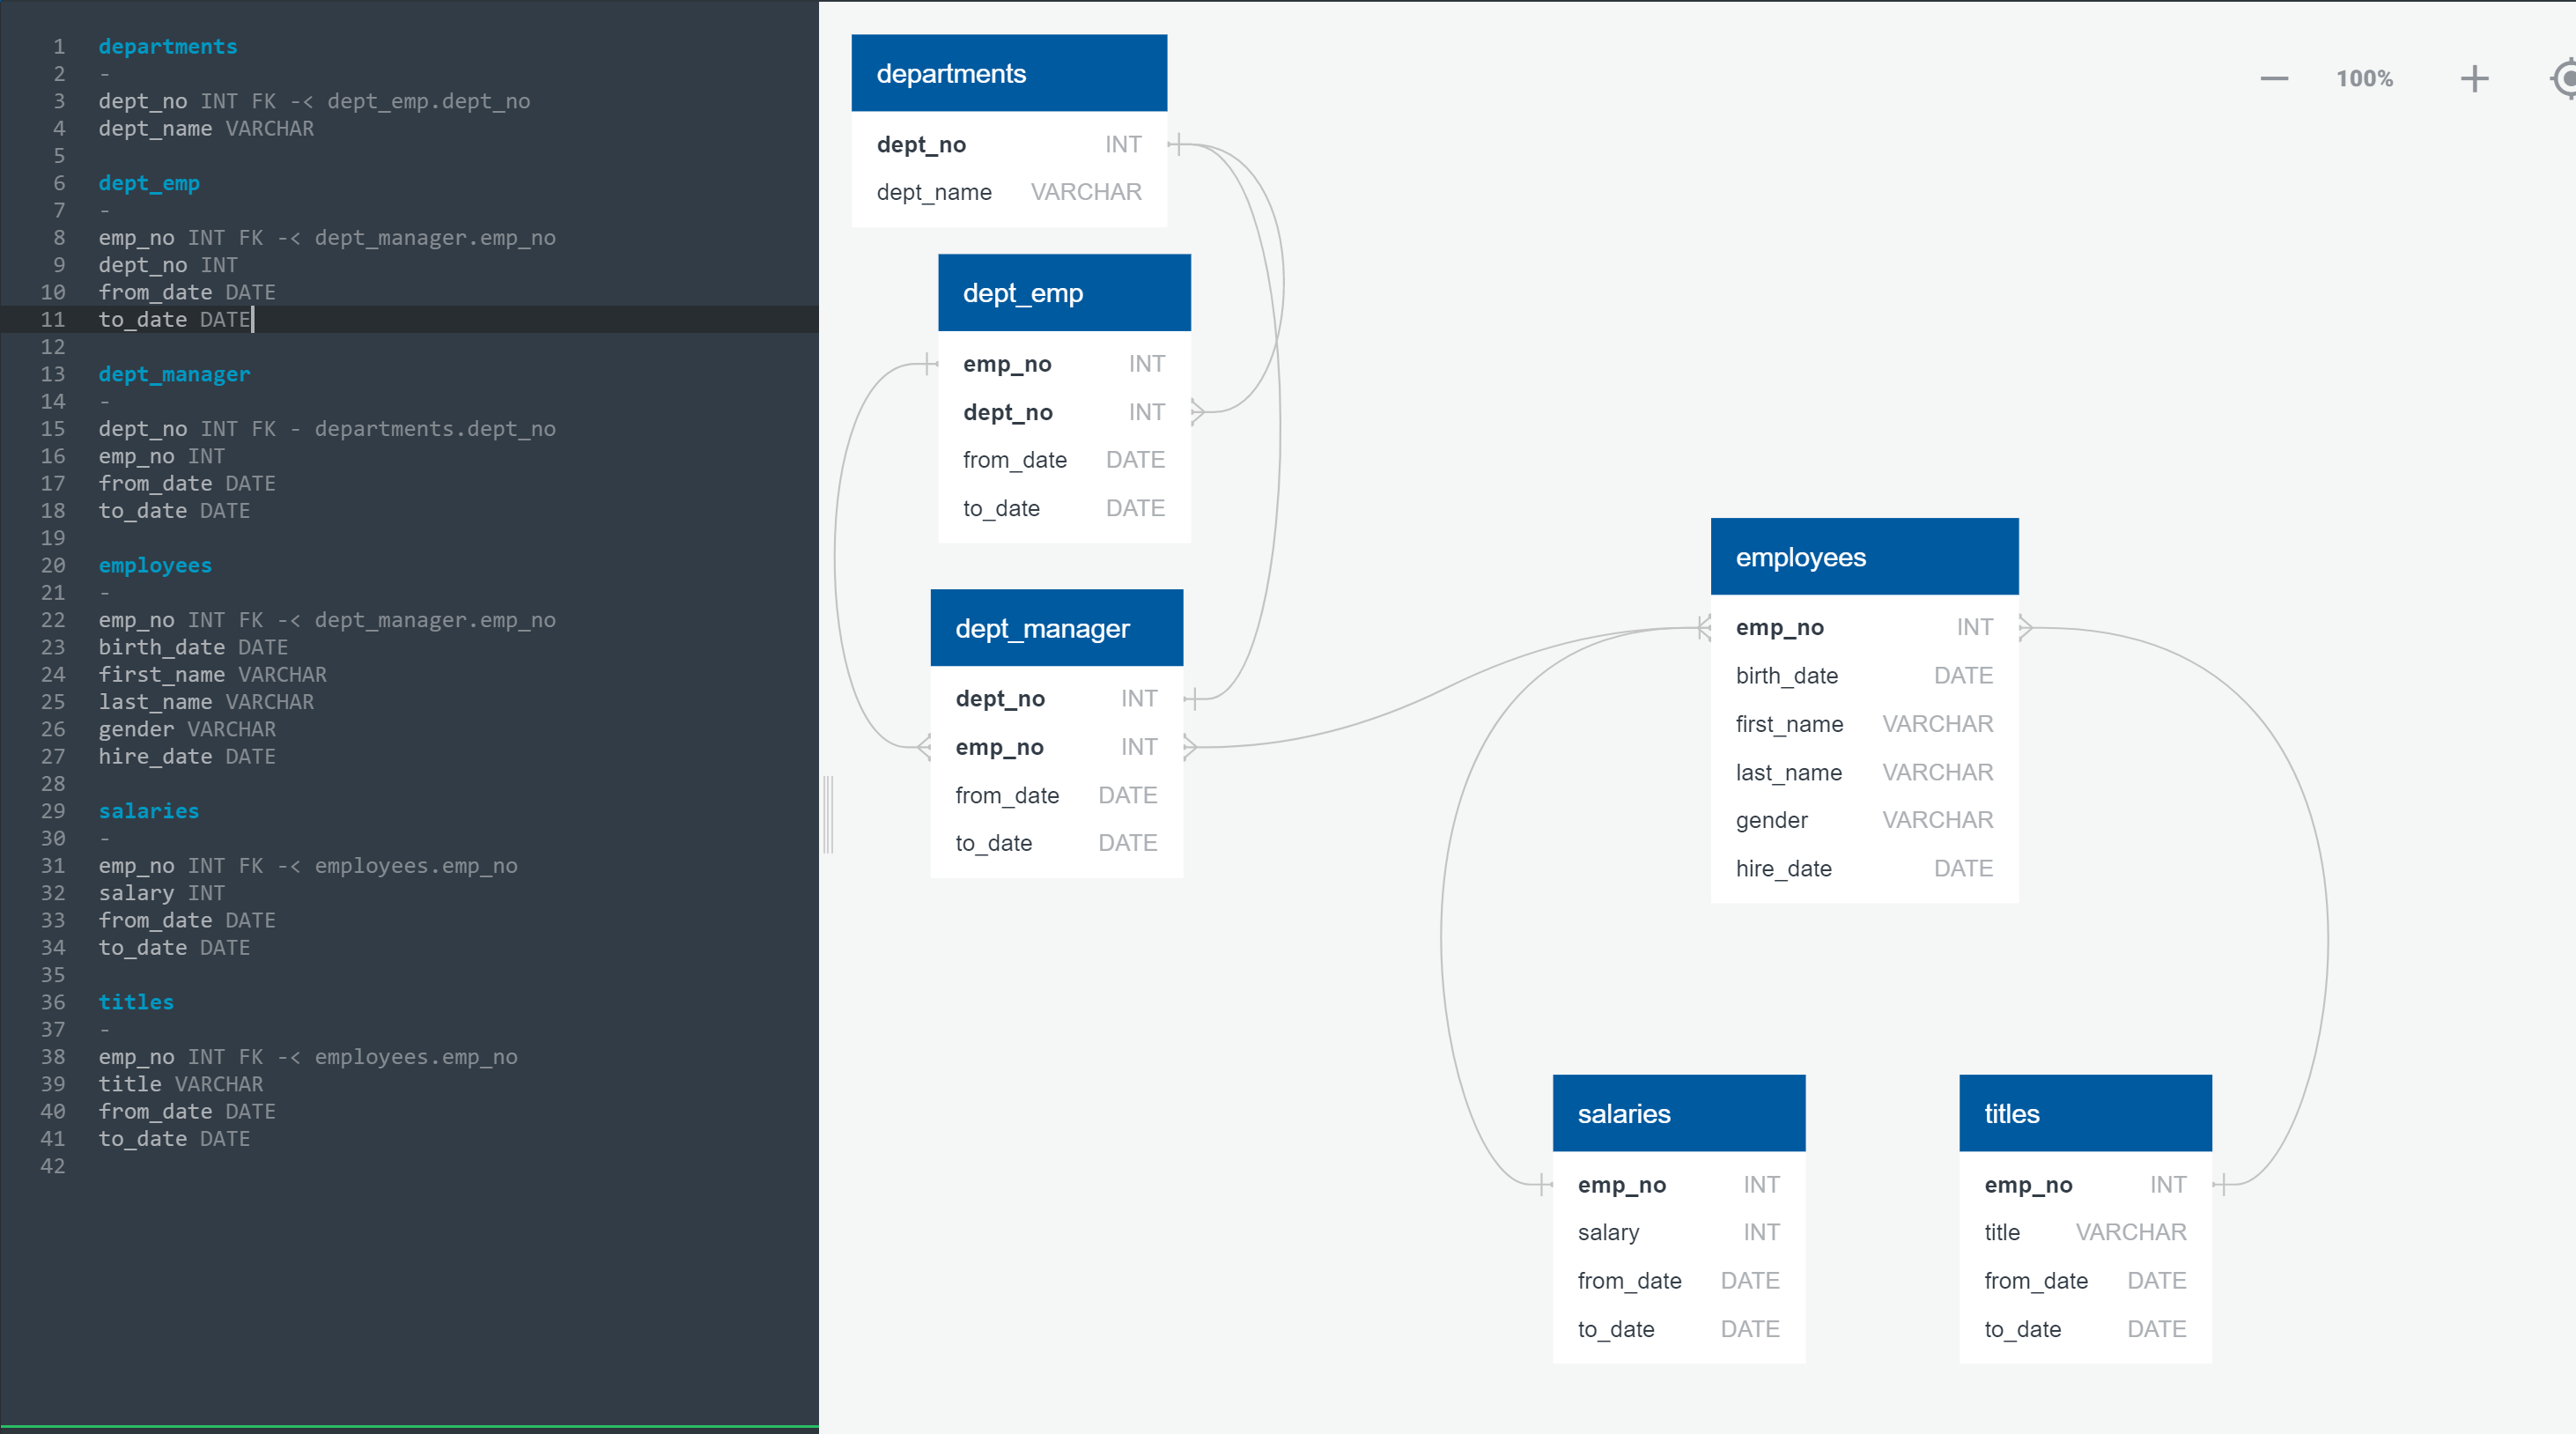 1 departments
2 -
3 dept_no INT FK -< dept_emp.dept_no
4 dept_name VARCHAR
5
6 dept_emp
7 -
8 emp_no INT FK -< dept_manager.emp_no
9 dept_no INT
10 from_date DATE
11 to_date DATE
12
13 dept_manager
14 -
15 dept_no INT FK - departments.dept_no
16 emp_no INT
17 from_date DATE
18 to_date DATE
19
20 employees
21 -
22 emp_no INT FK -< dept_manager.emp_no
23 birth_date DATE
24 first_name VARCHAR
25 last_name VARCHAR
26 gender VARCHAR
27 hire_date DATE
28
29 salaries
30 -
31 emp_no INT FK -< employees.emp_no
32 salary INT
33 from_date DATE
34 to_date DATE
35
36 titles
37 -
38 emp_no INT FK -< employees.emp_no
39 title VARCHAR
40 from_date DATE
41 to_date DATE
42
100%
departments
dept_no INT
dept_name VARCHAR
dept_emp
emp_no INT
dept_no INT
from_date DATE
to_date DATE
dept_manager
dept_no INT
emp_no INT
from_date DATE
to_date DATE
employees
emp_no INT
birth_date DATE
first_name VARCHAR
last_name VARCHAR
gender VARCHAR
hire_date DATE
salaries
emp_no INT
salary INT
from_date DATE
to_date DATE
titles
emp_no INT
title VARCHAR
from_date DATE
to_date DATE